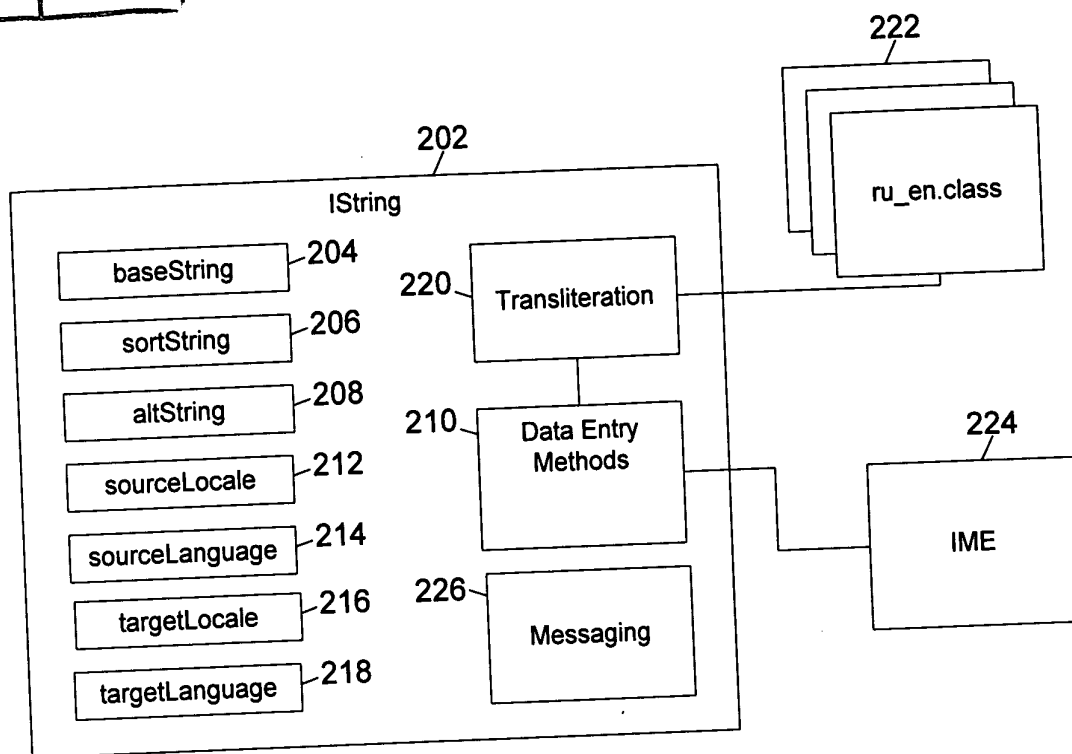 222
ru_en.class
202
IString
baseString
204
sortString
206
altString
208
sourceLocale
212
sourceLanguage
214
targetLocale
216
targetLanguage
218
220
Transliteration
210
Data Entry
Methods
226
Messaging
224
IME